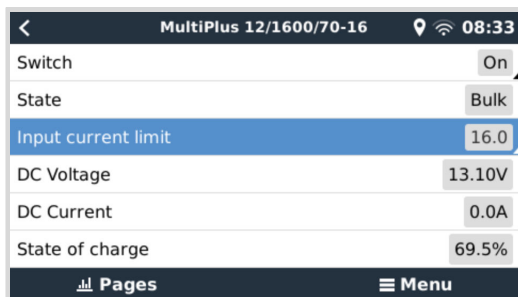 MultiPlus 12/1600/70-16 08:33
Switch On
State Bulk
Input current limit 16.0
DC Voltage 13.10V
DC Current 0.0A
State of charge 69.5%
Pages Menu